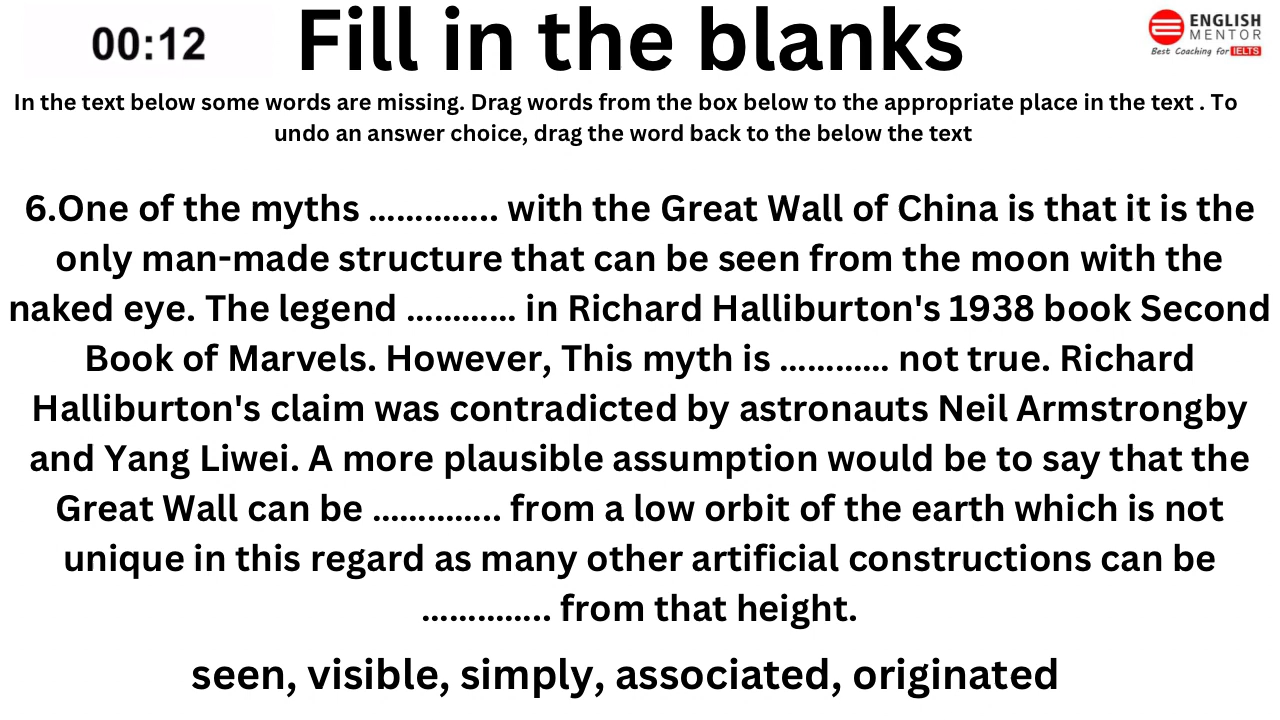 00:12
Fill in the blanks
ENGLISH
MENTOR
Best Coaching for IELTS
In the text below some words are missing. Drag words from the box below to the appropriate place in the text . To
undo an answer choice, drag the word back to the below the text
6.One of the myths .............. with the Great Wall of China is that it is the
only man-made structure that can be seen from the moon with the
naked eye. The legend ............ in Richard Halliburton's 1938 book Second
Book of Marvels. However, This myth is ............ not true. Richard
Halliburton's claim was contradicted by astronauts Neil Armstrongby
and Yang Liwei. A more plausible assumption would be to say that the
Great Wall can be .............. from a low orbit of the earth which is not
unique in this regard as many other artificial constructions can be
.............. from that height.
seen, visible, simply, associated, originated